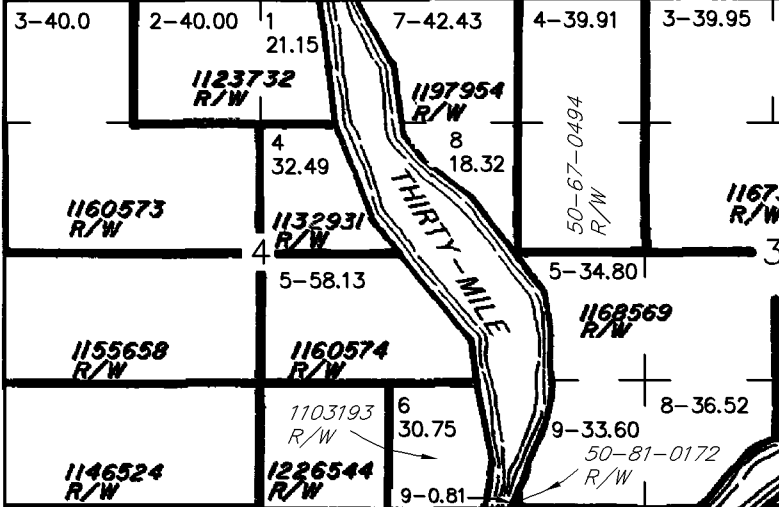 3-40.0
2-40.00
1
21.15
7-42.43
4-39.91
3-39.95
1123732
R/W
1197954
R/W
50-67-0494
R/W
4
32.49
8
18.32
THIRTY-MILE
1160573
R/W
1132931
R/W
R/W
4
3
5-58.13
5-34.80
1168569
R/W
1155658
R/W
1160574
R/W
6
30.75
1103193
R/W
8-36.52
9-33.60
50-81-0172
R/W
1146524
R/W
1226544
R/W
9-0.81